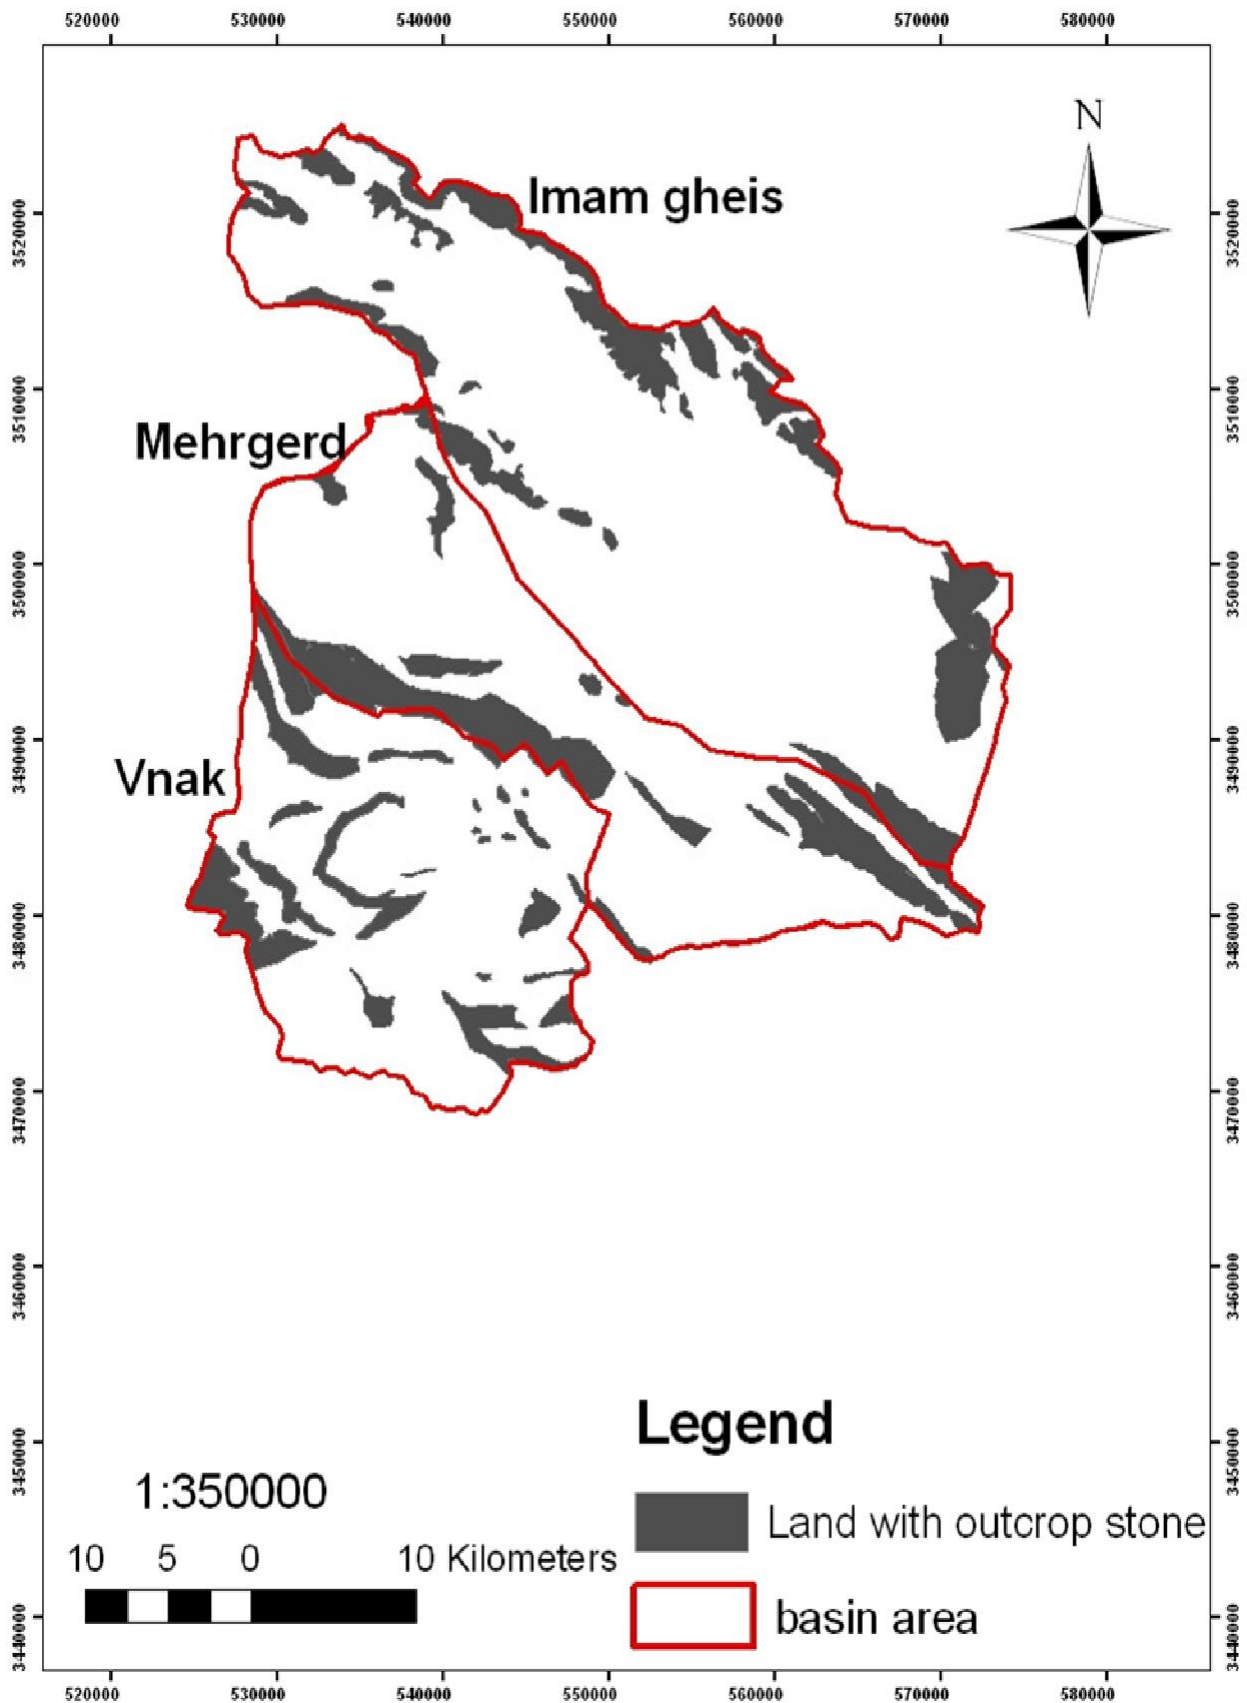 520000 530000 540000 550000 560000 570000 580000
N
Imam gheis
3520000 3520000
3510000 3510000
Mehrgerd
3500000 3500000
3490000 3490000
Vnak
3480000 3480000
3470000 3470000
3460000 3460000
Legend
3450000 3450000
1:350000
Land with outcrop stone
10 5 0 10 Kilometers
basin area
3440000 3440000
520000 530000 540000 550000 560000 570000 580000